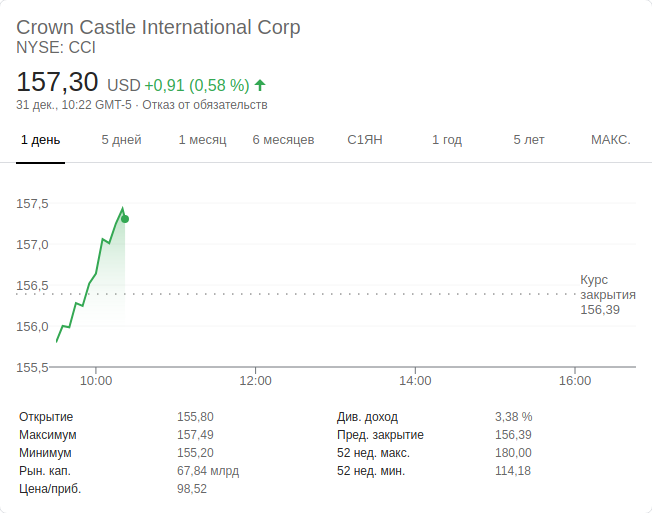 Crown Castle International Corp
NYSE: CCI
157,30 USD +0,91 (0,58 %)
31 дек., 10:22 GMT-5 · Отказ от обязательств
1 день 5 дней 1 месяц 6 месяцев С1ЯН 1 год 5 лет МАКС.
157,5
157,0
156,5
156,0
155,5
Курс
закрытия
156,39
10:00 12:00 14:00 16:00
Открытие 155,80 Див. доход 3,38 %
Максимум 157,49 Пред. закрытие 156,39
Минимум 155,20 52 нед. макс. 180,00
Рын. кап. 67,84 млрд 52 нед. мин. 114,18
Цена/приб. 98,52